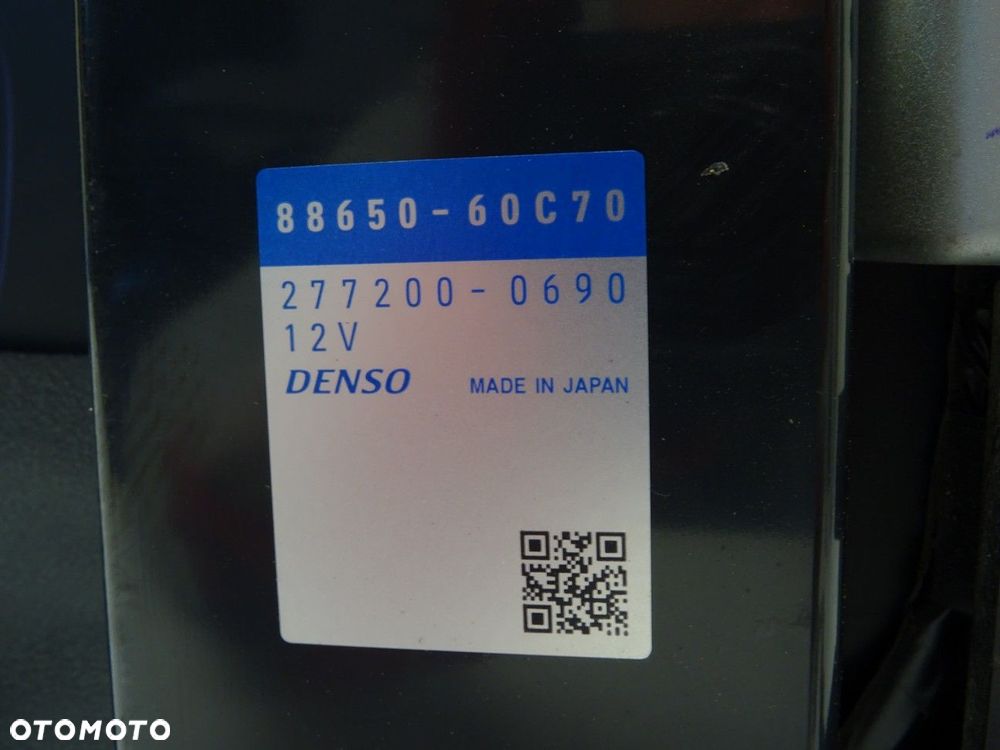 88650-60C70
277200-0690
12V
DENSO MADE IN JAPAN
OTOMOTO